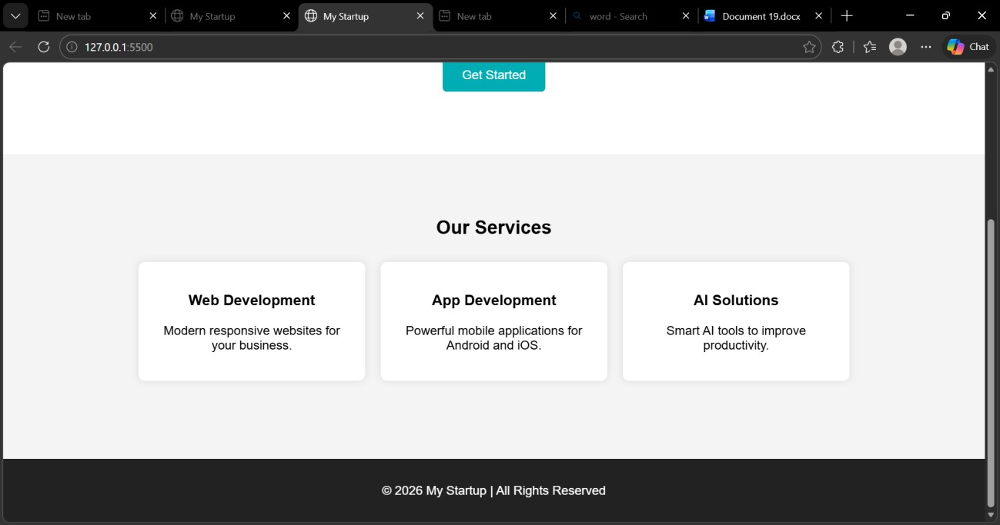 New tab
My Startup
My Startup
New tab
word - Search
Document 19.docx
127.0.0.1:5500
Chat
Get Started
Our Services
Web Development
Modern responsive websites for
your business.
App Development
Powerful mobile applications for
Android and iOS.
AI Solutions
Smart AI tools to improve
productivity.
© 2026 My Startup | All Rights Reserved